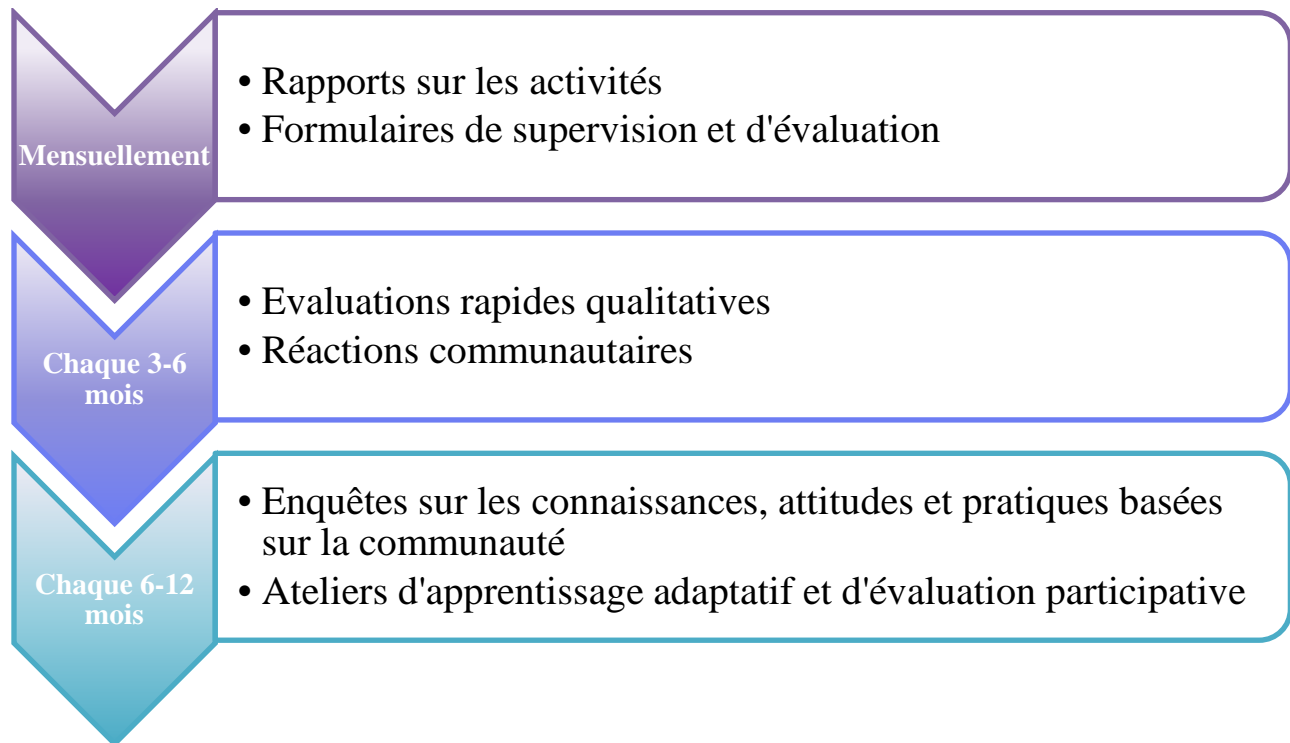 Mensuellement
• Rapports sur les activités
• Formulaires de supervision et d'évaluation
Chaque 3-6
mois
• Evaluations rapides qualitatives
• Réactions communautaires
Chaque 6-12
mois
• Enquêtes sur les connaissances, attitudes et pratiques basées
sur la communauté
• Ateliers d'apprentissage adaptatif et d'évaluation participative